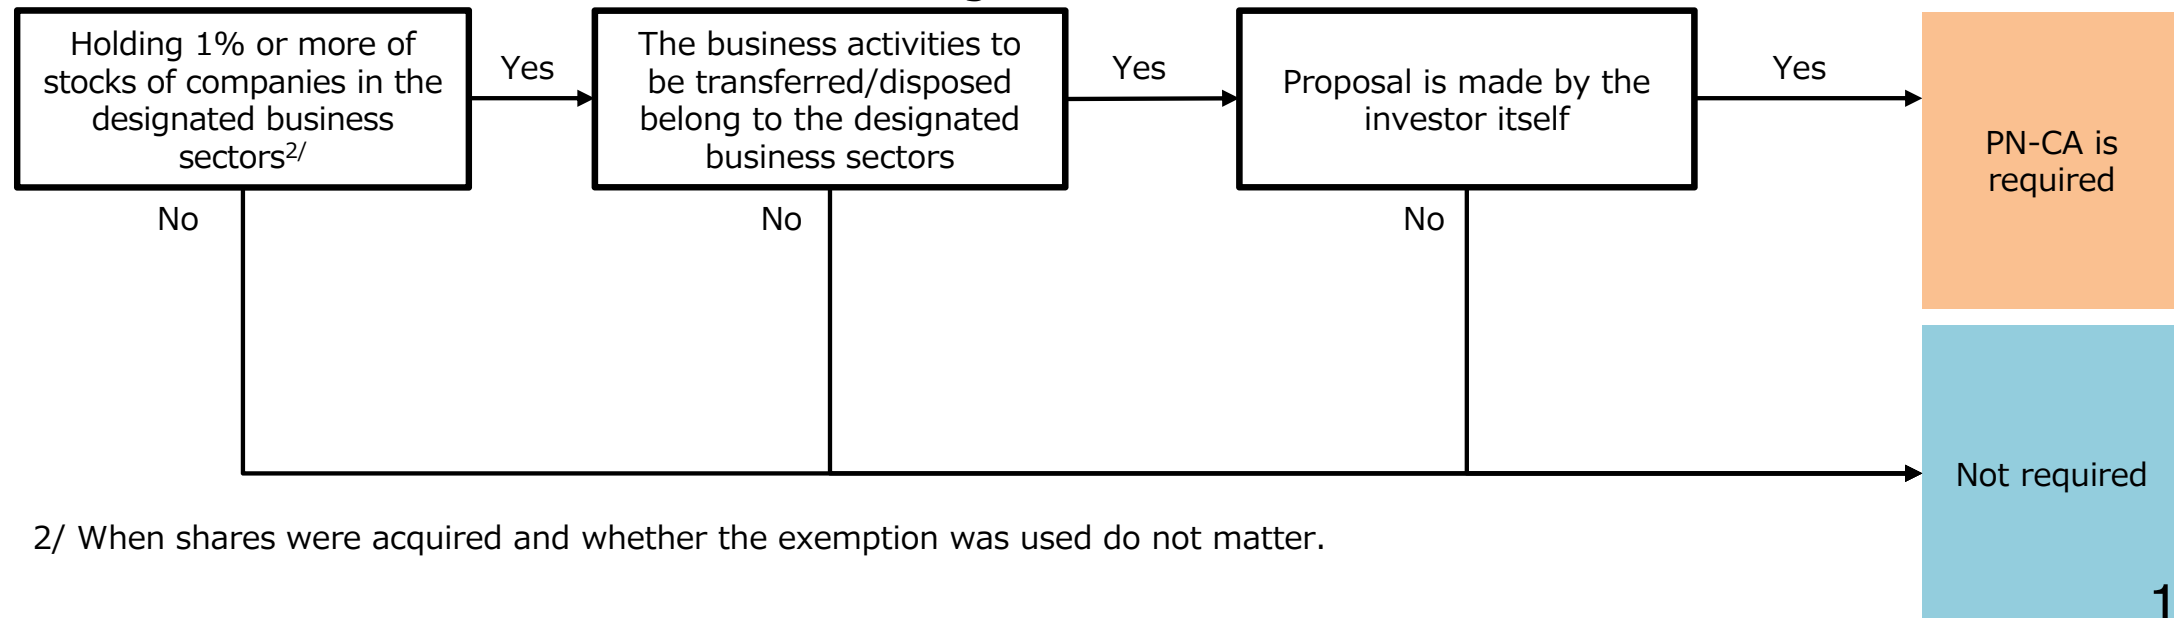 Holding 1% or more of
stocks of companies in the
designated business
sectors2/
Yes
The business activities to
be transferred/disposed
belong to the designated
business sectors
Yes
Proposal is made by the
investor itself
Yes
PN-CA is
required
No
No
No
Not required
2/ When shares were acquired and whether the exemption was used do not matter.
1